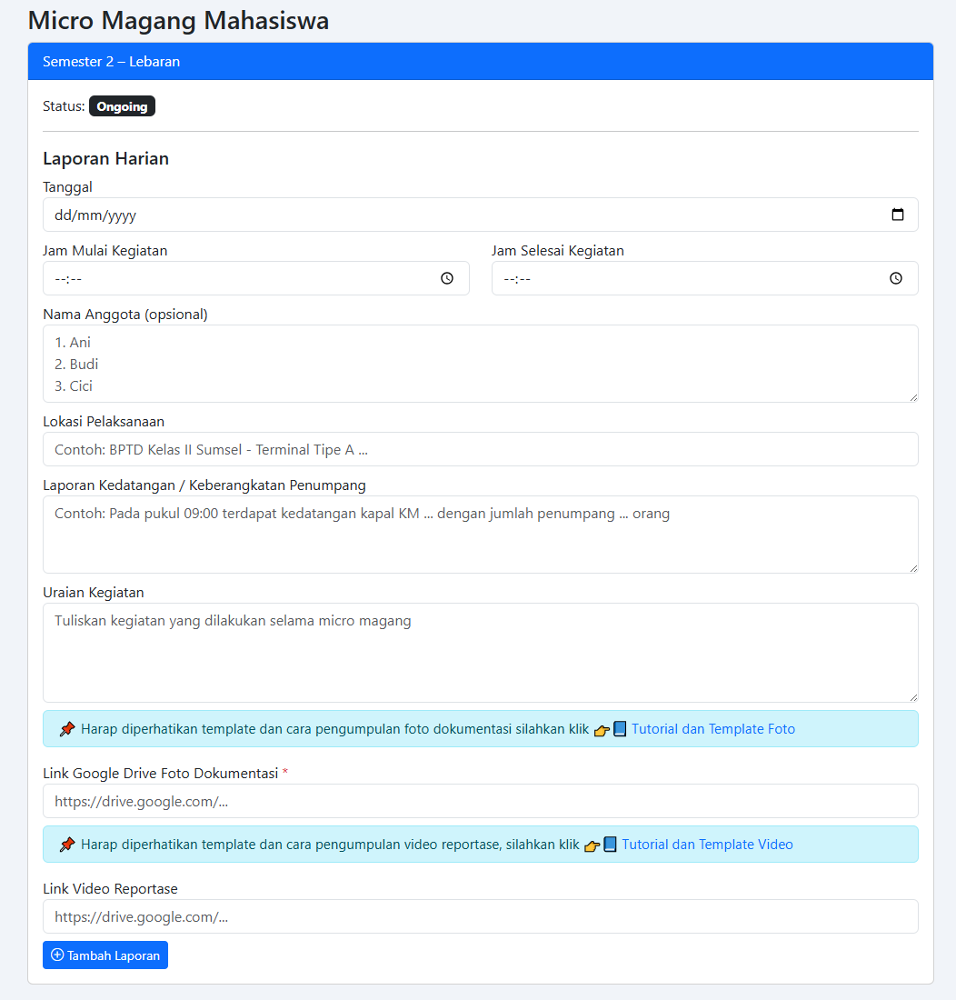 Micro Magang Mahasiswa
Semester 2 – Lebaran
Status: Ongoing
Laporan Harian
Tanggal
dd/mm/yyyy
Jam Mulai Kegiatan
--:--
Jam Selesai Kegiatan
--:--
Nama Anggota (opsional)
1. Ani
2. Budi
3. Cici
Lokasi Pelaksanaan
Contoh: BPTD Kelas II Sumsel - Terminal Tipe A ...
Laporan Kedatangan / Keberangkatan Penumpang
Contoh: Pada pukul 09:00 terdapat kedatangan kapal KM ... dengan jumlah penumpang ... orang
Uraian Kegiatan
Tuliskan kegiatan yang dilakukan selama micro magang
📌 Harap diperhatikan template dan cara pengumpulan foto dokumentasi silahkan klik 👉📘 Tutorial dan Template Foto
Link Google Drive Foto Dokumentasi *
https://drive.google.com/...
📌 Harap diperhatikan template dan cara pengumpulan video reportase, silahkan klik 👉📘 Tutorial dan Template Video
Link Video Reportase
https://drive.google.com/...
Tambah Laporan